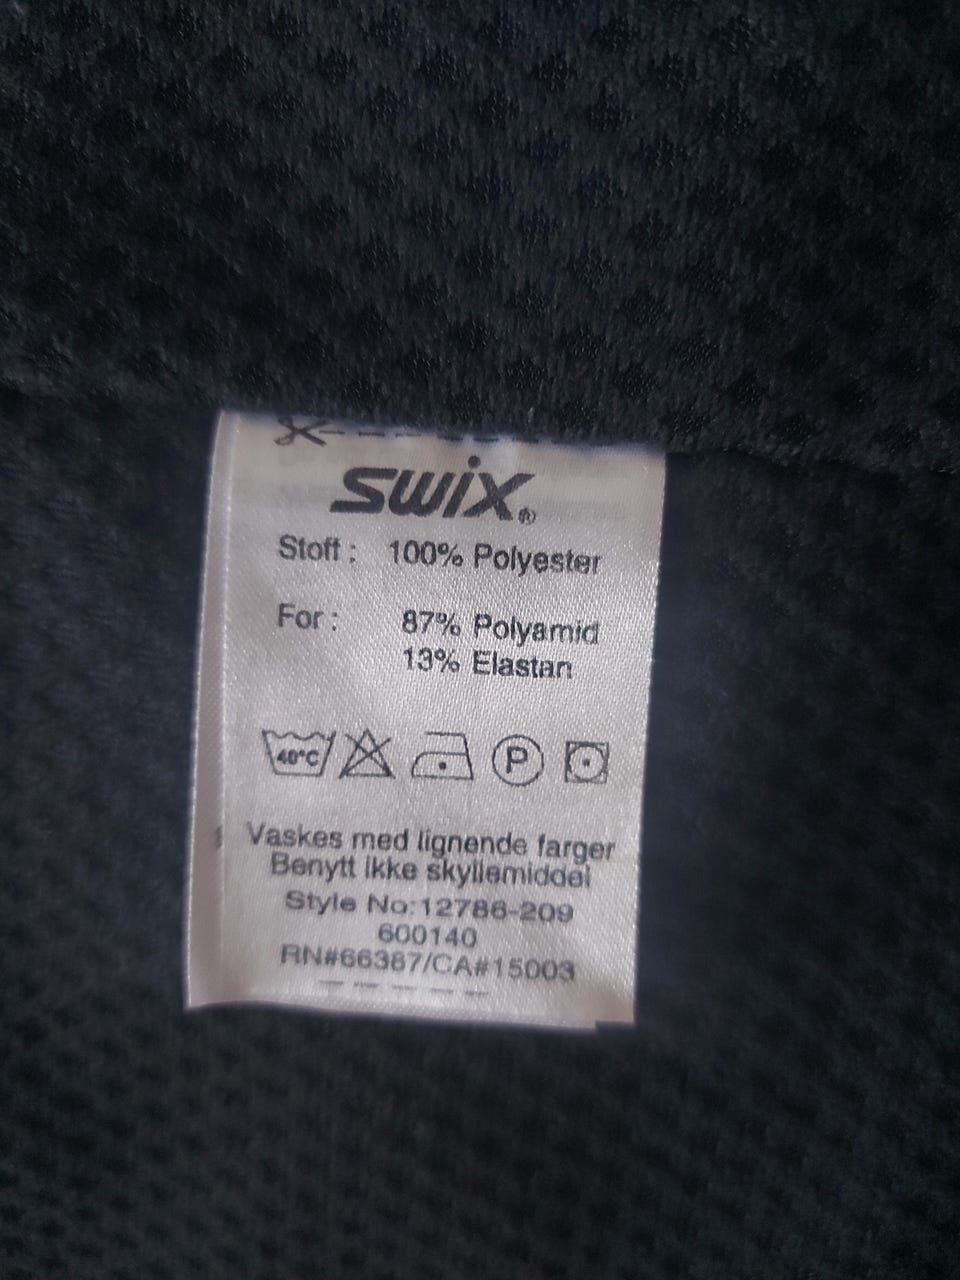 swix®
Stoff : 100% Polyester
For : 87% Polyamid
13% Elastan
40°C P
Vaskes med lignende farger
Benytt ikke skyllemiddel
Style No:12786-209
600140
RN#66387/CA#15003